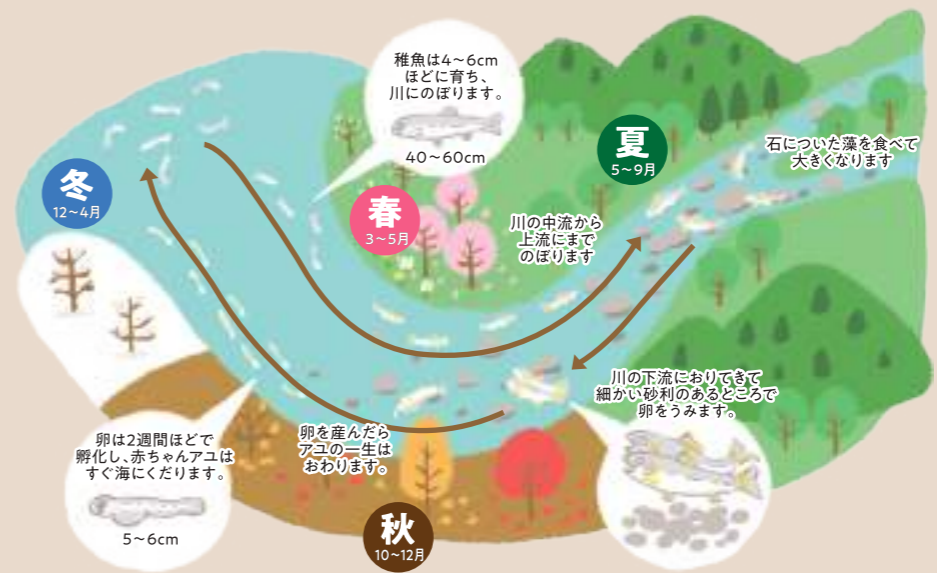 稚魚は4〜6cm
ほどに育ち、
川にのぼります。
40〜60cm
冬
12〜4月
春
3〜5月
夏
5〜9月
石についた藻を食べて
大きくなります
川の中流から
上流にまで
のぼります
川の下流におりてきて
細かい砂利のあるところで
卵をうみます。
卵を産んだら
アユの一生は
おわります。
卵は2週間ほどで
孵化し、赤ちゃんアユは
すぐ海にくだります。
5〜6cm
秋
10〜12月